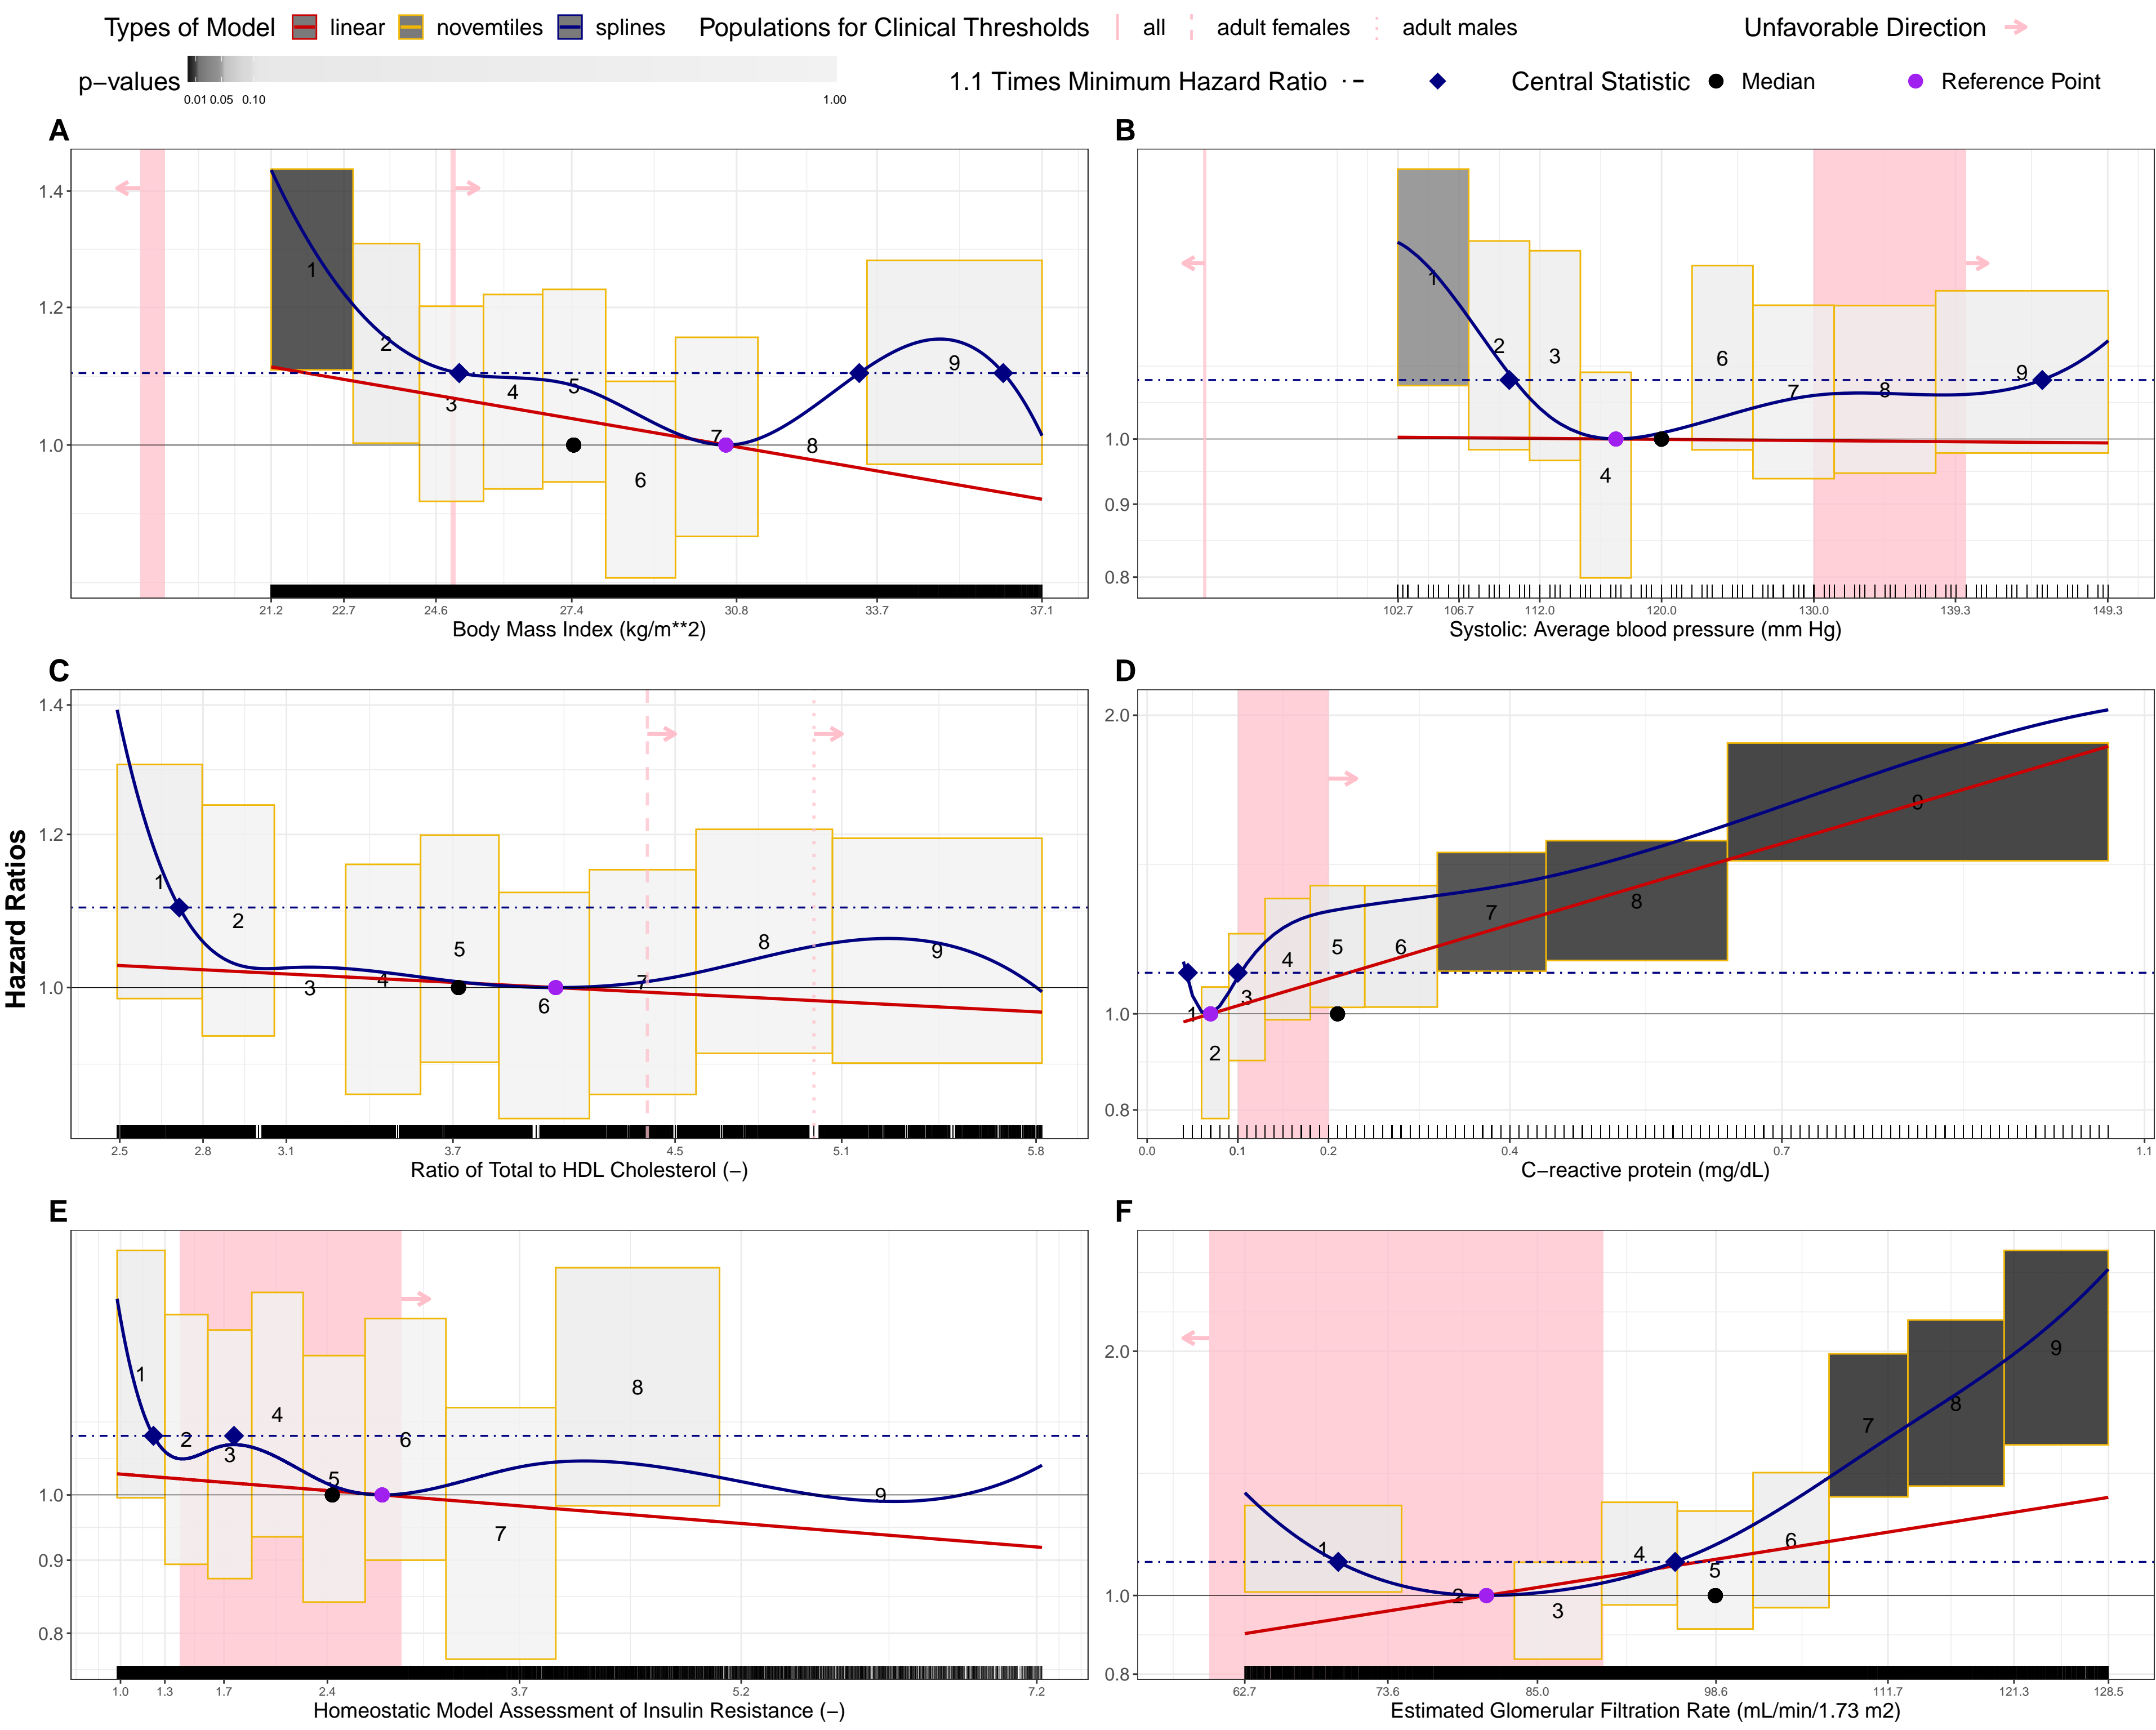 Types of Model linear novemtiles splines Populations for Clinical Thresholds all adult females adult males Unfavorable Direction
p−values 0.01 0.05 0.10 1.00 1.1 Times Minimum Hazard Ratio Central Statistic Median Reference Point
A
1.4
1.2
1.0
1 2 3 4 5 6 7 8 9
21.2 22.7 24.6 27.4 30.8 33.7 37.1
Body Mass Index (kg/m**2)
B
1.0
0.9
0.8
1 2 3 4 6 7 8 9
102.7 106.7 112.0 120.0 130.0 139.3 149.3
Systolic: Average blood pressure (mm Hg)
Hazard Ratios
C
1.4
1.2
1.0
1 2 3 4 5 6 7 8 9
2.5 2.8 3.1 3.7 4.5 5.1 5.8
Ratio of Total to HDL Cholesterol (−)
D
2.0
1.0
0.8
1 2 3 4 5 6 7 8 9
0.0 0.1 0.2 0.4 0.7 1.1
C−reactive protein (mg/dL)
E
1.0
0.9
0.8
1 2 3 4 5 6 7 8 9
1.0 1.3 1.7 2.4 3.7 5.2 7.2
Homeostatic Model Assessment of Insulin Resistance (−)
F
2.0
1.0
0.8
1 2 3 4 5 6 7 8 9
62.7 73.6 85.0 98.6 111.7 121.3 128.5
Estimated Glomerular Filtration Rate (mL/min/1.73 m2)